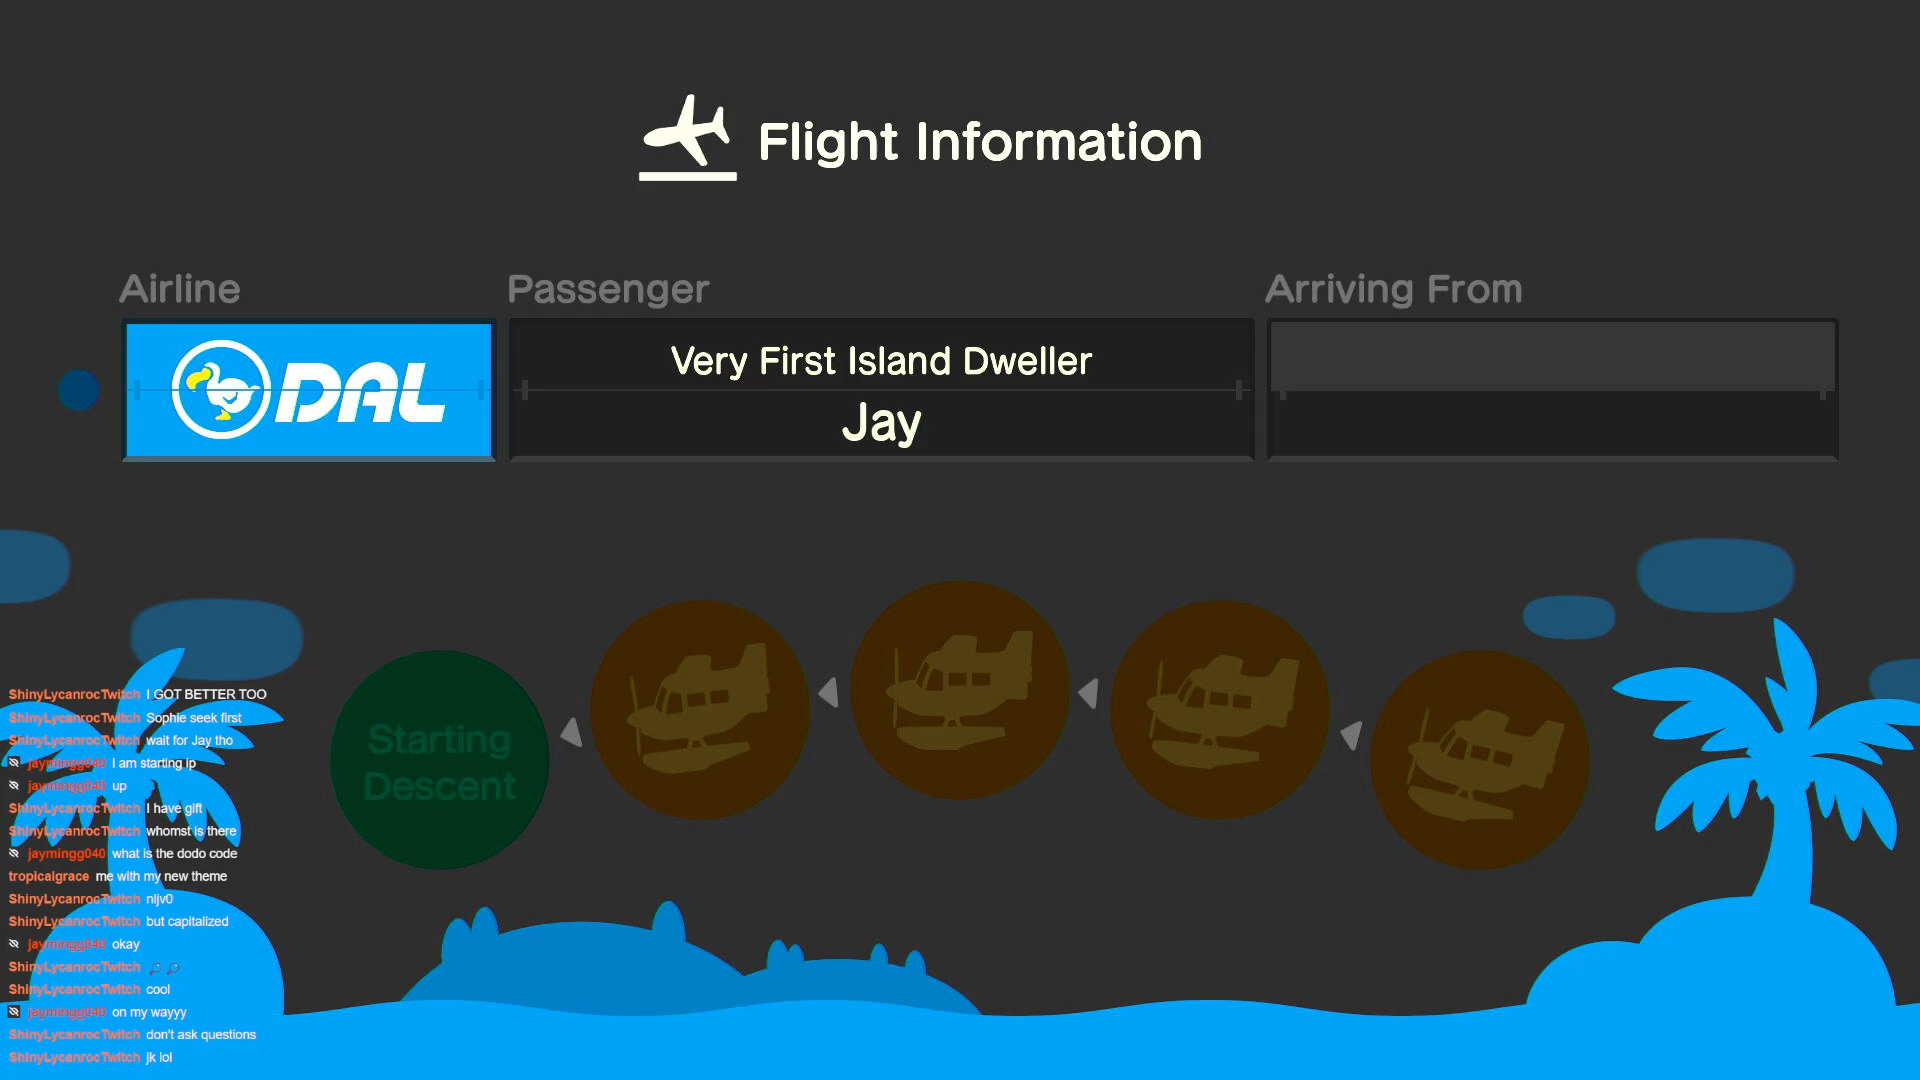 Flight Information
Airline
Passenger
Arriving From
DAL
Very First Island Dweller
Jay
Starting
Descent
ShinyLycanrocTwitch I GOT BETTER TOO
ShinyLycanrocTwitch Sophie seek first
ShinyLycanrocTwitch wait for Jay tho
jaymingg040 I am starting ip
jaymingg040 up
ShinyLycanrocTwitch I have gift
ShinyLycanrocTwitch whomst is there
jaymingg040 what is the dodo code
tropicalgrace me with my new theme
ShinyLycanrocTwitch nljv0
ShinyLycanrocTwitch but capitalized
jaymingg040 okay
ShinyLycanrocTwitch
ShinyLycanrocTwitch cool
jaymingg040 on my wayyy
ShinyLycanrocTwitch don't ask questions
ShinyLycanrocTwitch jk lol